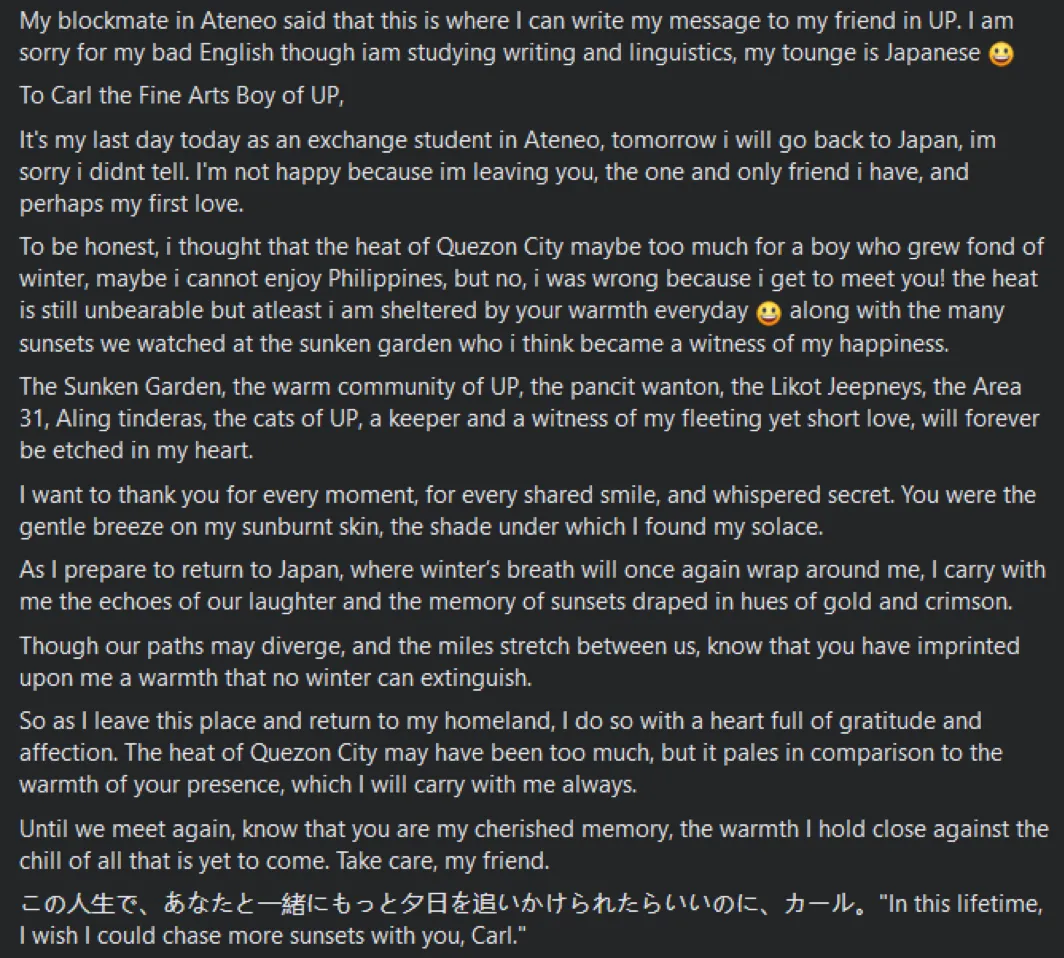 My blockmate in Ateneo said that this is where I can write my message to my friend in UP. I am
sorry for my bad English though iam studying writing and linguistics, my tounge is Japanese 😀
To Carl the Fine Arts Boy of UP,
It's my last day today as an exchange student in Ateneo, tomorrow i will go back to Japan, im
sorry i didnt tell. I'm not happy because im leaving you, the one and only friend i have, and
perhaps my first love.
To be honest, i thought that the heat of Quezon City maybe too much for a boy who grew fond of
winter, maybe i cannot enjoy Philippines, but no, i was wrong because i get to meet you! the heat
is still unbearable but atleast i am sheltered by your warmth everyday 😀 along with the many
sunsets we watched at the sunken garden who i think became a witness of my happiness.
The Sunken Garden, the warm community of UP, the pancit wanton, the Likot Jeepneys, the Area
31, Aling tinderas, the cats of UP, a keeper and a witness of my fleeting yet short love, will forever
be etched in my heart.
I want to thank you for every moment, for every shared smile, and whispered secret. You were the
gentle breeze on my sunburnt skin, the shade under which I found my solace.
As I prepare to return to Japan, where winter's breath will once again wrap around me, I carry with
me the echoes of our laughter and the memory of sunsets draped in hues of gold and crimson.
Though our paths may diverge, and the miles stretch between us, know that you have imprinted
upon me a warmth that no winter can extinguish.
So as I leave this place and return to my homeland, I do so with a heart full of gratitude and
affection. The heat of Quezon City may have been too much, but it pales in comparison to the
warmth of your presence, which I will carry with me always.
Until we meet again, know that you are my cherished memory, the warmth I hold close against the
chill of all that is yet to come. Take care, my friend.
この人生で、あなたと一緒にもっと夕日を追いかけられたらいいのに、カール。"In this lifetime,
I wish I could chase more sunsets with you, Carl."